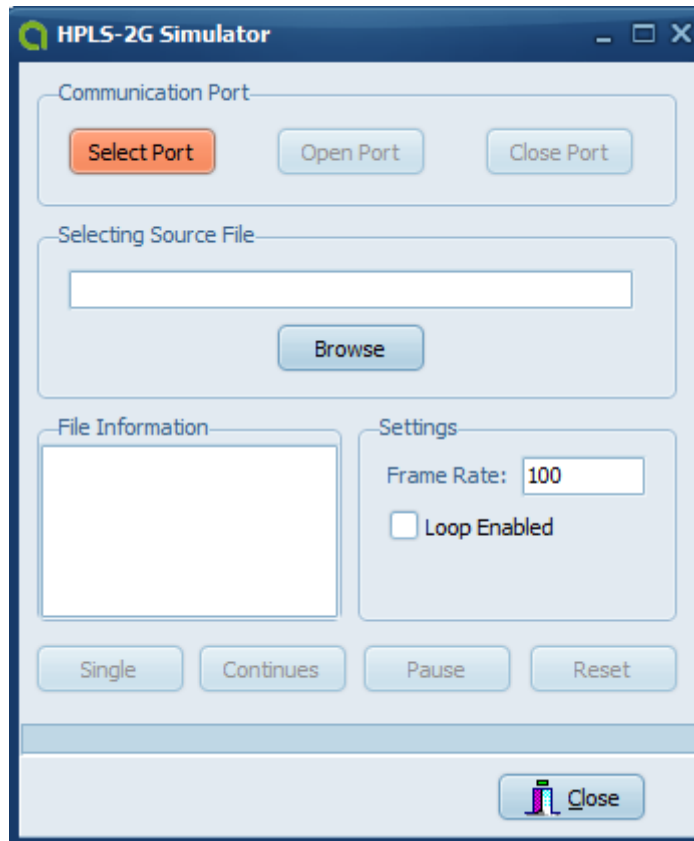 HPLS-2G Simulator
Communication Port
Select Port Open Port Close Port
Selecting Source File
Browse
File Information Settings
Frame Rate: 100
Loop Enabled
Single Continues Pause Reset
Close